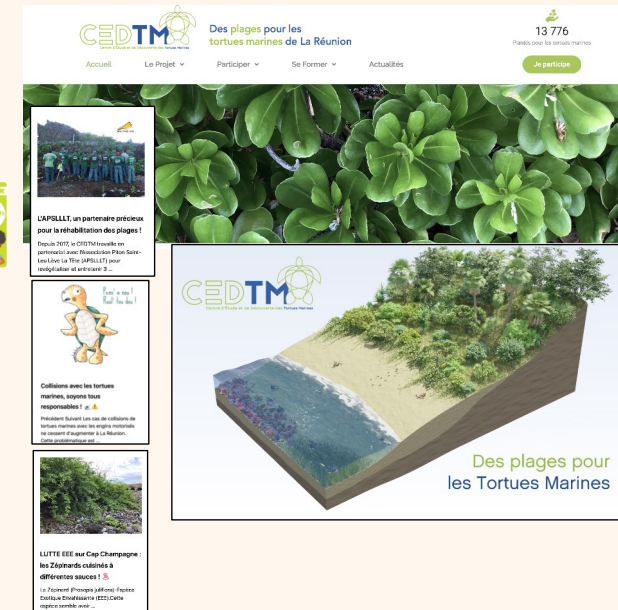 CEDTM
Centre d'Étude et de Découverte des Tortues Marines
Des plages pour les
tortues marines de La Réunion
13 776
Plantes pour les tortues marines
Accueil
Le Projet
Participer
Se Former
Actualités
Je participe
L'APSLLLT, un partenaire précieux
pour la réhabilitation des plages !
Depuis 2017, le CEDTM travaille en
partenariat avec l'Association Piton Saint-
Leu Lève La Tête (APSLLLT) pour
revégétaliser et entretenir 3 ...
Collisions avec les tortues
marines, soyons tous
responsables !
Précédent Suivant Les cas de collisions de
tortues marines avec les engins motorisés
ne cessent d'augmenter à La Réunion.
Cette problématique est ...
CEDTM
Centre d'Étude et de Découverte des Tortues Marines
Des plages pour
les Tortues Marines
LUTTE EEE sur Cap Champagne :
les Zépinards cuisinés à
différentes sauces !
Le Zépinard (Prosopis juliflora)-Espèce
Exotique Envahissante (EEE).Cette
espèce semble avoir ...